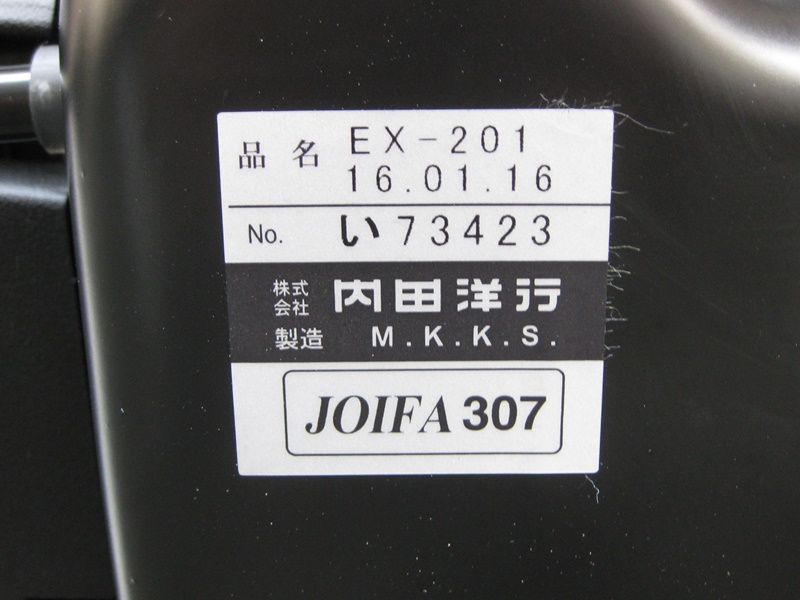 品名 EX-201
16.01.16
No. い73423
株式会社 内田洋行
製造 M.K.K.S.
JOIFA 307